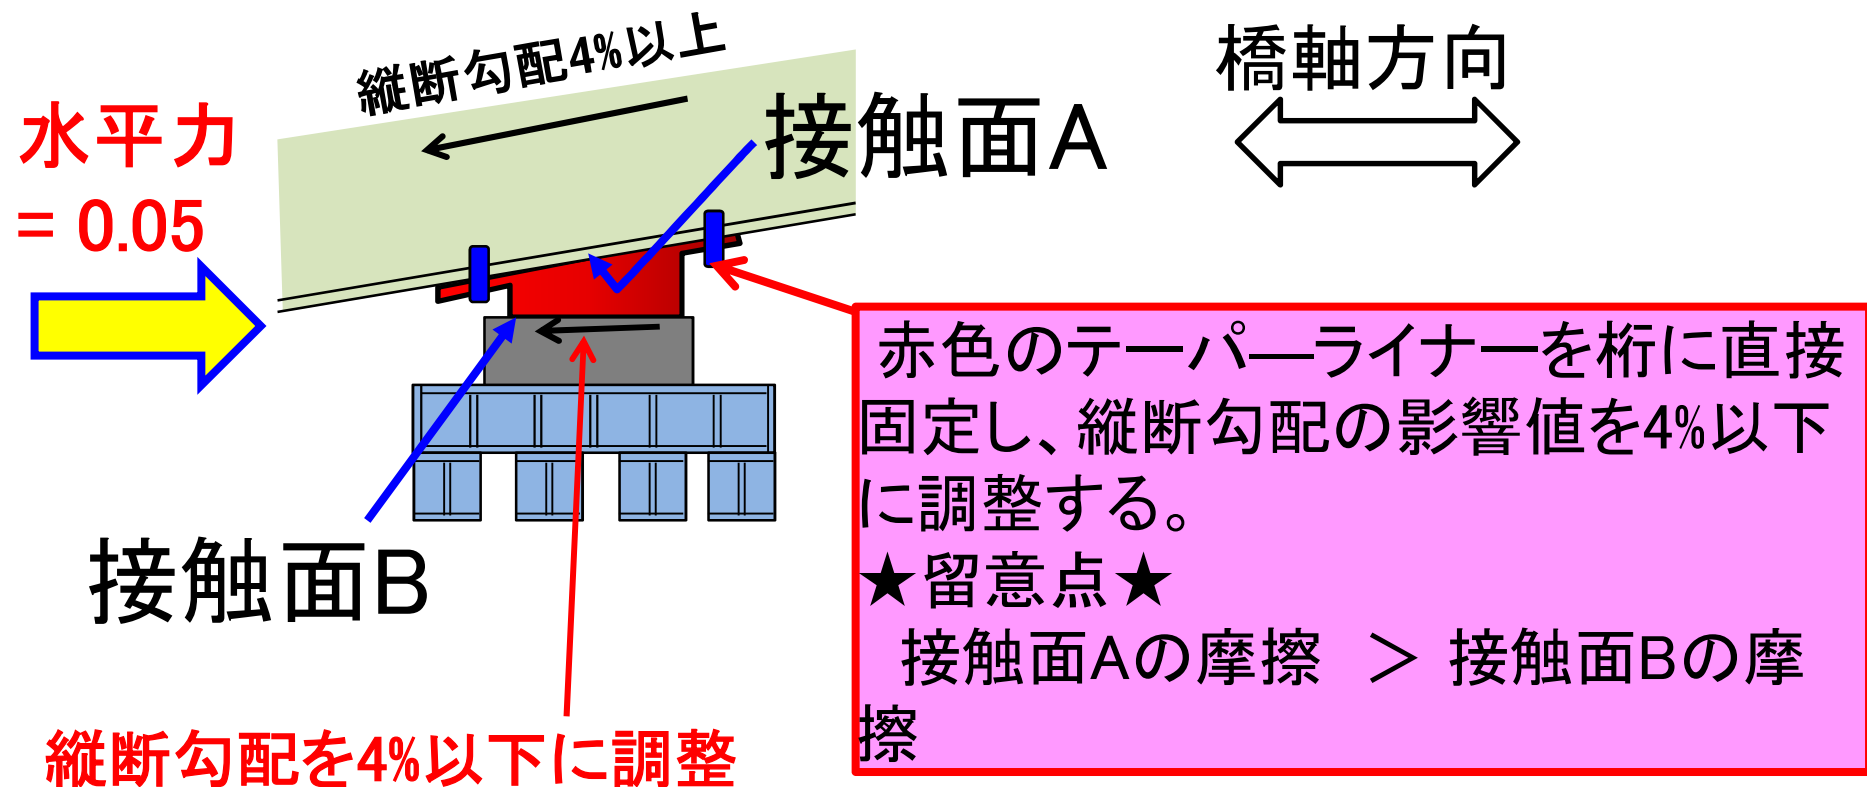 縦断勾配4%以上
橋軸方向
接触面A
水平力
= 0.05
赤色のテーパ―ライナーを桁に直接
固定し、縦断勾配の影響値を4%以下
に調整する。
★留意点★
接触面Aの摩擦 ＞ 接触面Bの摩
擦
接触面B
縦断勾配を4%以下に調整